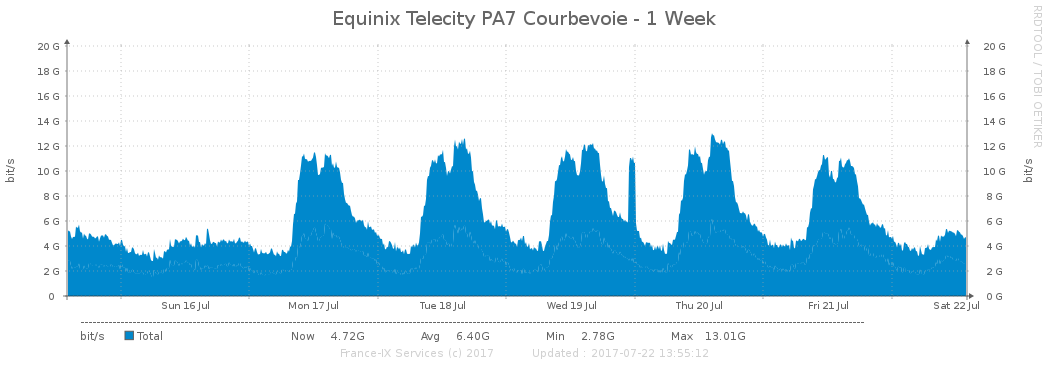 Equinix Telecity PA7 Courbevoie - 1 Week
RRDTOOL / TOBI OETIKER
bit/s
20 G 20 G
18 G 18 G
16 G 16 G
14 G 14 G
12 G 12 G
10 G 10 G
8 G 8 G
6 G 6 G
4 G 4 G
2 G 2 G
0 0 G
bit/s
Sun 16 Jul Mon 17 Jul Tue 18 Jul Wed 19 Jul Thu 20 Jul Fri 21 Jul Sat 22 Jul
bit/s Total Now 4.72G Avg 6.40G Min 2.78G Max 13.01G
France-IX Services (c) 2017 Updated : 2017-07-22 13:55:12